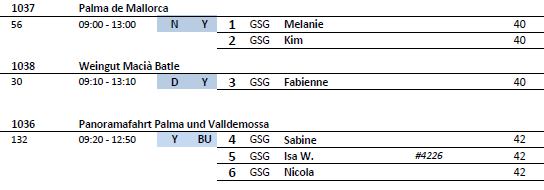 1037 Palma de Mallorca
56 09:00 - 13:00 N Y 1 GSG Melanie 40
2 GSG Kim 40
1038 Weingut Macià Batle
30 09:10 - 13:10 D Y 3 GSG Fabienne 40
1036 Panoramafahrt Palma und Valldemossa
132 09:20 - 12:50 Y BU 4 GSG Sabine 42
5 GSG Isa W. #4226 42
6 GSG Nicola 42